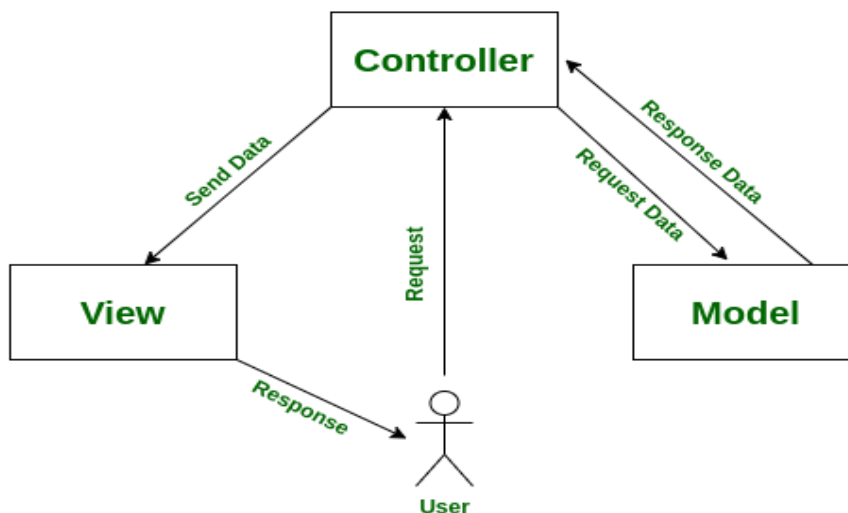 Controller
Send Data
Request
Request Data
Response Data
View
Model
Response
User